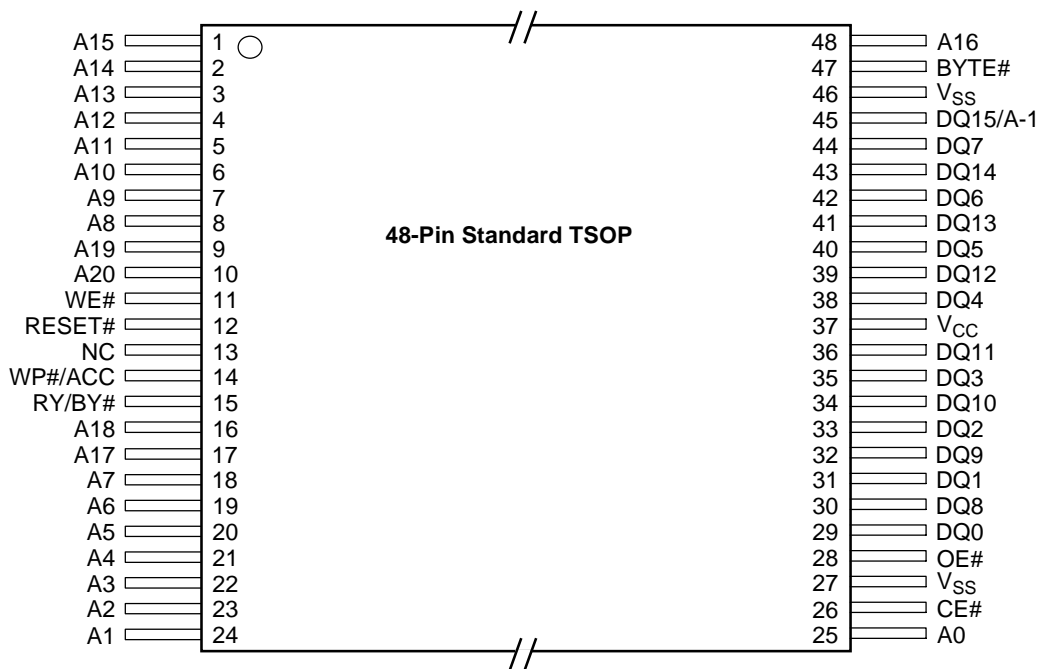 A15 1 48 A16
A14 2 47 BYTE#
A13 3 46 VSS
A12 4 45 DQ15/A-1
A11 5 44 DQ7
A10 6 43 DQ14
A9 7 42 DQ6
A8 8 41 DQ13
48-Pin Standard TSOP
A19 9 40 DQ5
A20 10 39 DQ12
WE# 11 38 DQ4
RESET# 12 37 VCC
NC 13 36 DQ11
WP#/ACC 14 35 DQ3
RY/BY# 15 34 DQ10
A18 16 33 DQ2
A17 17 32 DQ9
A7 18 31 DQ1
A6 19 30 DQ8
A5 20 29 DQ0
A4 21 28 OE#
A3 22 27 VSS
A2 23 26 CE#
A1 24 25 A0